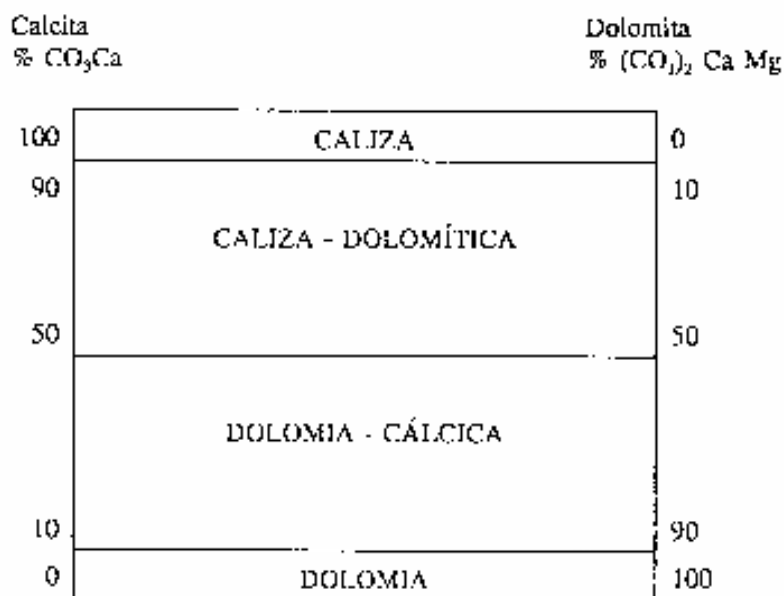 Calcita Dolomita
% CO₃Ca % (CO₃)₂ Ca Mg
100 CALIZA 0
90 10
CALIZA - DOLOMÍTICA
50 50
DOLOMIA - CÁLCICA
10 90
0 DOLOMIA 100